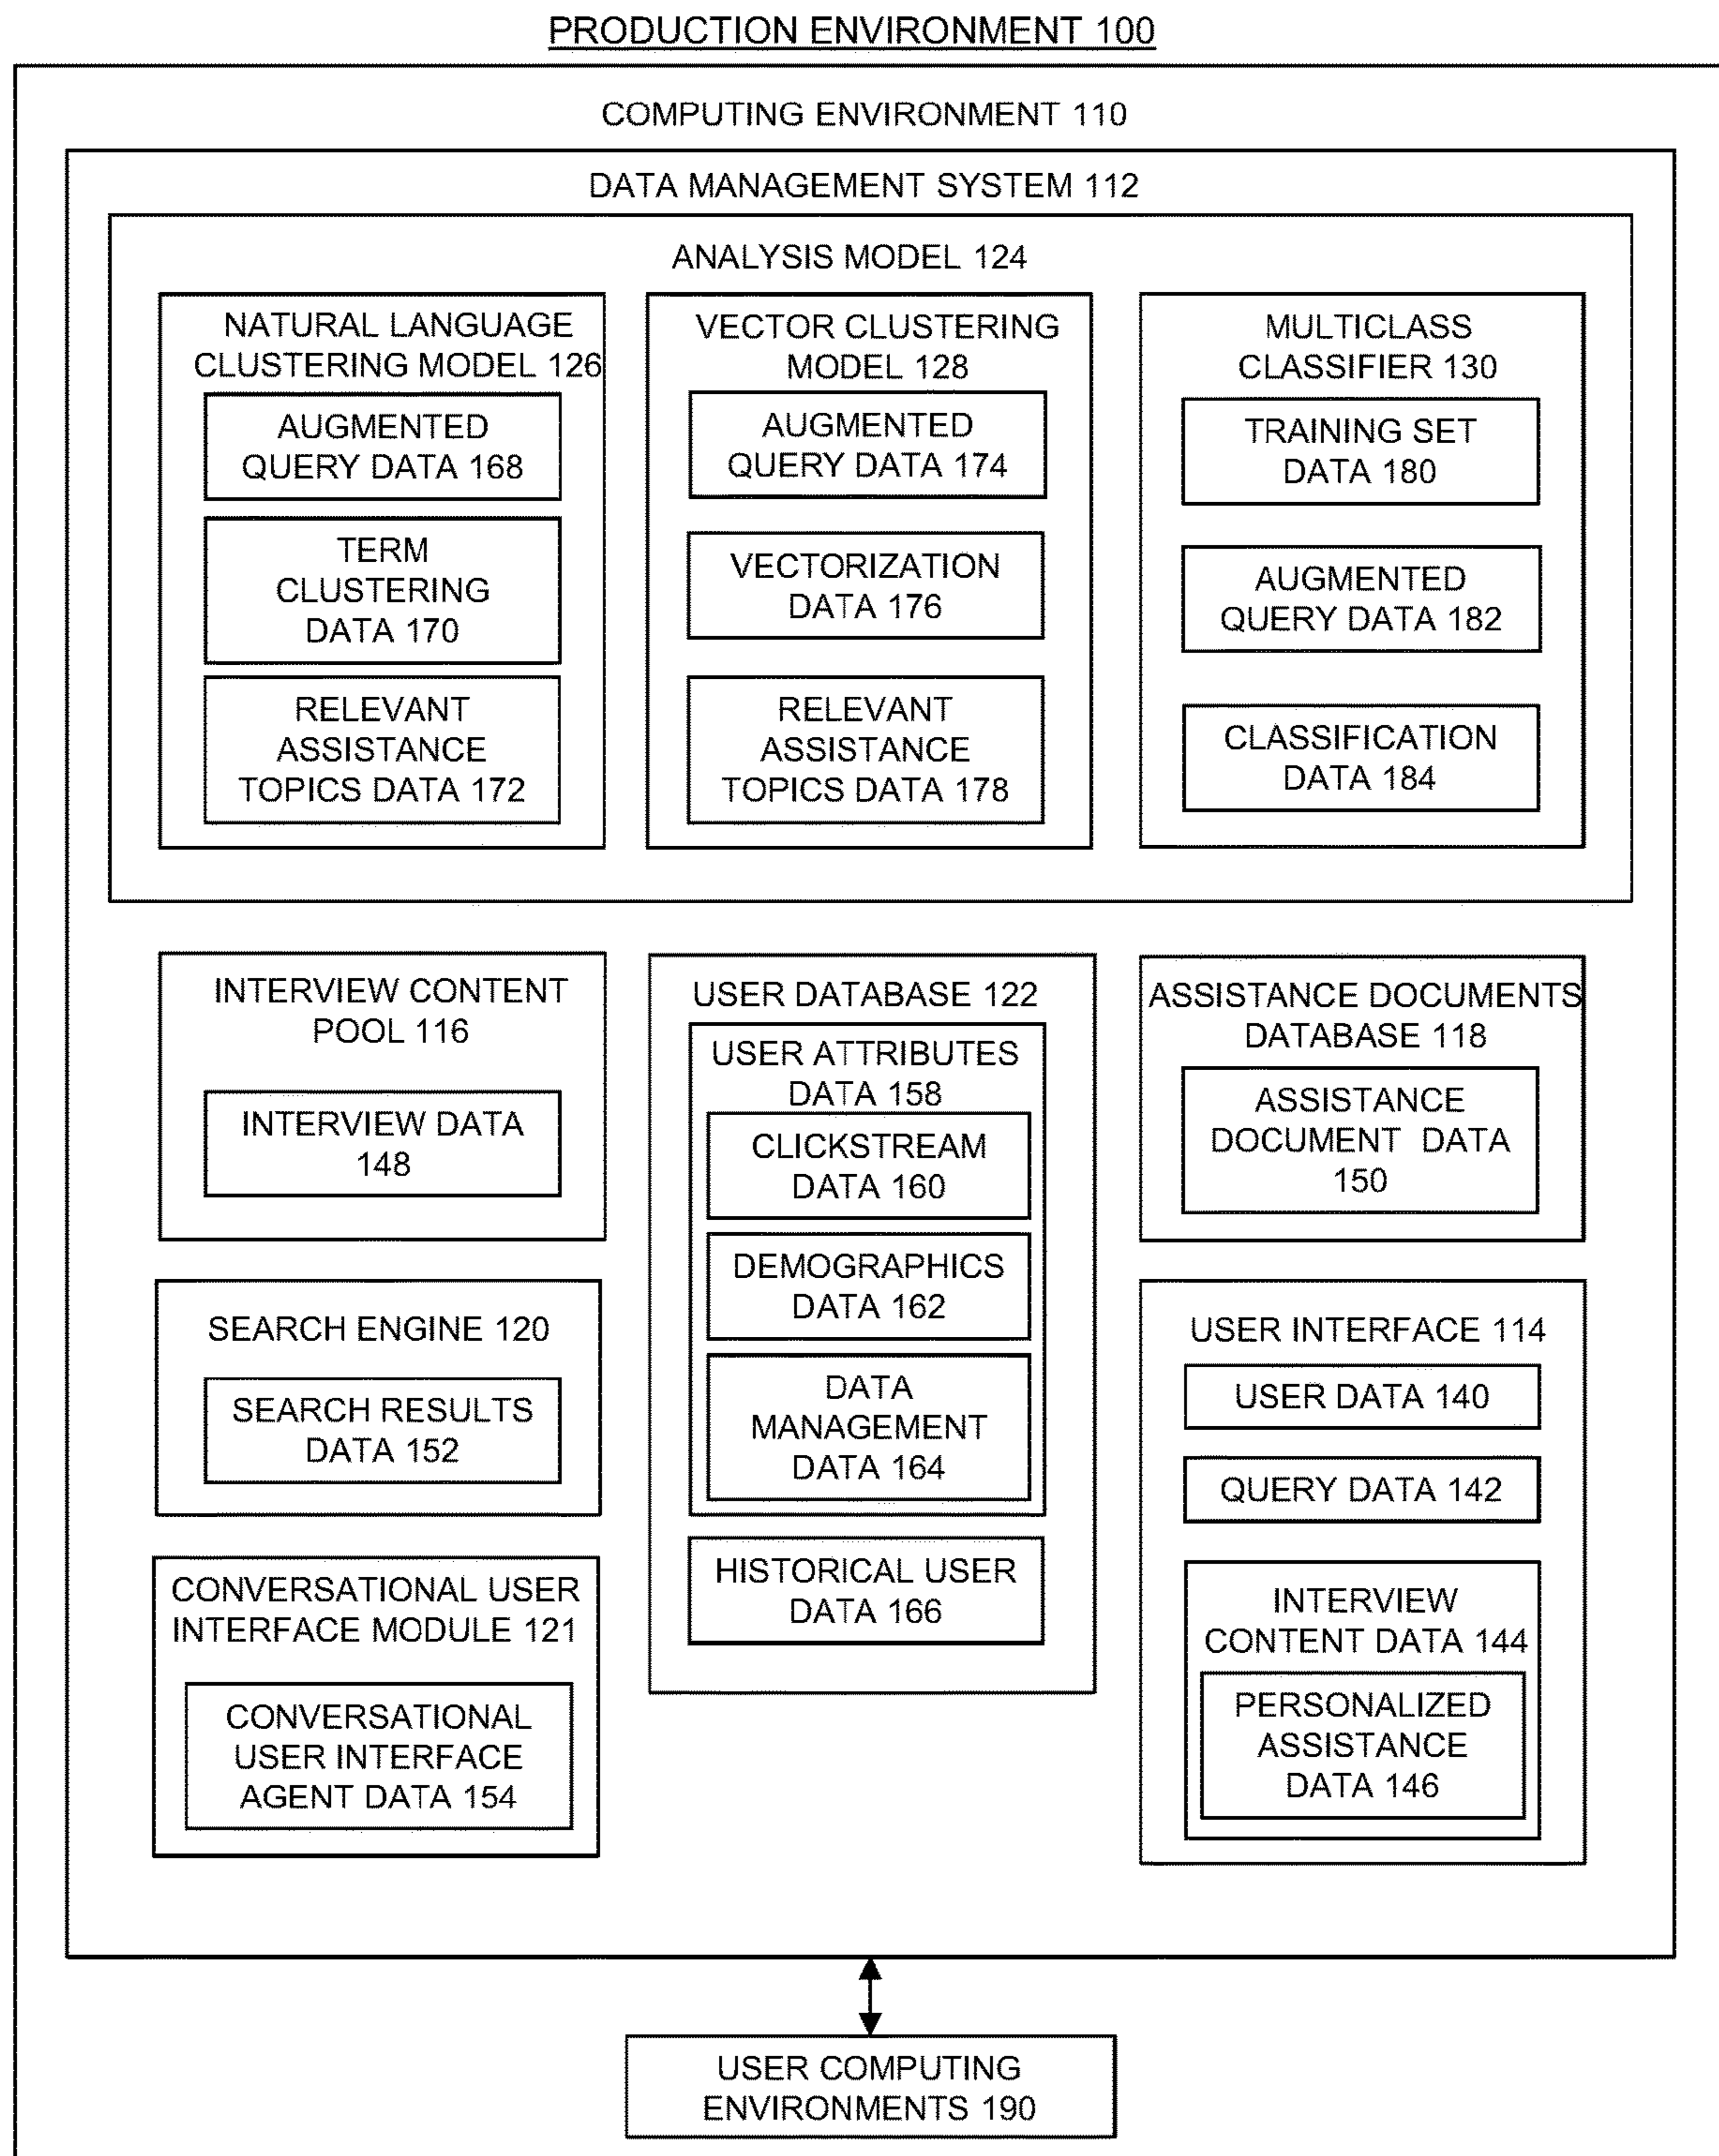 PRODUCTION ENVIRONMENT 100
COMPUTING ENVIRONMENT 110
DATA MANAGEMENT SYSTEM 112
ANALYSIS MODEL 124
NATURAL LANGUAGE
CLUSTERING MODEL 126
AUGMENTED
QUERY DATA 168
TERM
CLUSTERING
DATA 170
RELEVANT
ASSISTANCE
TOPICS DATA 172
VECTOR CLUSTERING
MODEL 128
AUGMENTED
QUERY DATA 174
VECTORIZATION
DATA 176
RELEVANT
ASSISTANCE
TOPICS DATA 178
MULTICLASS
CLASSIFIER 130
TRAINING SET
DATA 180
AUGMENTED
QUERY DATA 182
CLASSIFICATION
DATA 184
INTERVIEW CONTENT
POOL 116
INTERVIEW DATA
148
SEARCH ENGINE 120
SEARCH RESULTS
DATA 152
CONVERSATIONAL USER
INTERFACE MODULE 121
CONVERSATIONAL
USER INTERFACE
AGENT DATA 154
USER DATABASE 122
USER ATTRIBUTES
DATA 158
CLICKSTREAM
DATA 160
DEMOGRAPHICS
DATA 162
DATA
MANAGEMENT
DATA 164
HISTORICAL USER
DATA 166
ASSISTANCE DOCUMENTS
DATABASE 118
ASSISTANCE
DOCUMENT DATA
150
USER INTERFACE 114
USER DATA 140
QUERY DATA 142
INTERVIEW
CONTENT DATA 144
PERSONALIZED
ASSISTANCE
DATA 146
USER COMPUTING
ENVIRONMENTS 190